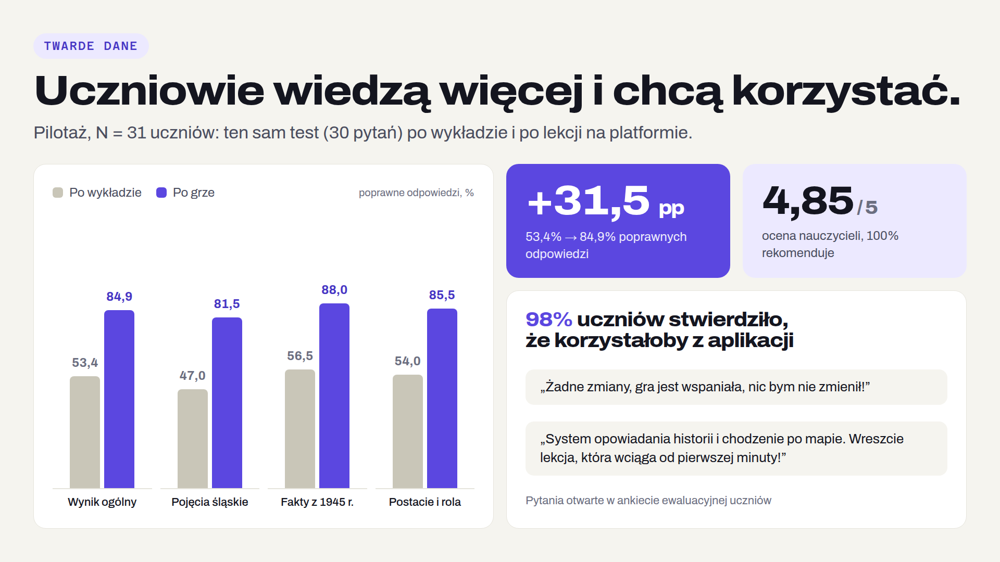 TWARDE DANE
Uczniowie wiedzą więcej i chcą korzystać.
Pilotaż, N = 31 uczniów: ten sam test (30 pytań) po wykładzie i po lekcji na platformie.
Po wykładzie
Po grze
poprawne odpowiedzi, %
53,4
84,9
47,0
81,5
56,5
88,0
54,0
85,5
Wynik ogólny
Pojęcia śląskie
Fakty z 1945 r.
Postacie i rola
+31,5 pp
53,4% → 84,9% poprawnych
odpowiedzi
4,85 / 5
ocena nauczycieli, 100%
rekomenduje
98% uczniów stwierdziło,
że korzystałoby z aplikacji
„Żadne zmiany, gra jest wspaniała, nic bym nie zmienił!”
„System opowiadania historii i chodzenie po mapie. Wreszcie
lekcja, która wciąga od pierwszej minuty!”
Pytania otwarte w ankiecie ewaluacyjnej uczniów